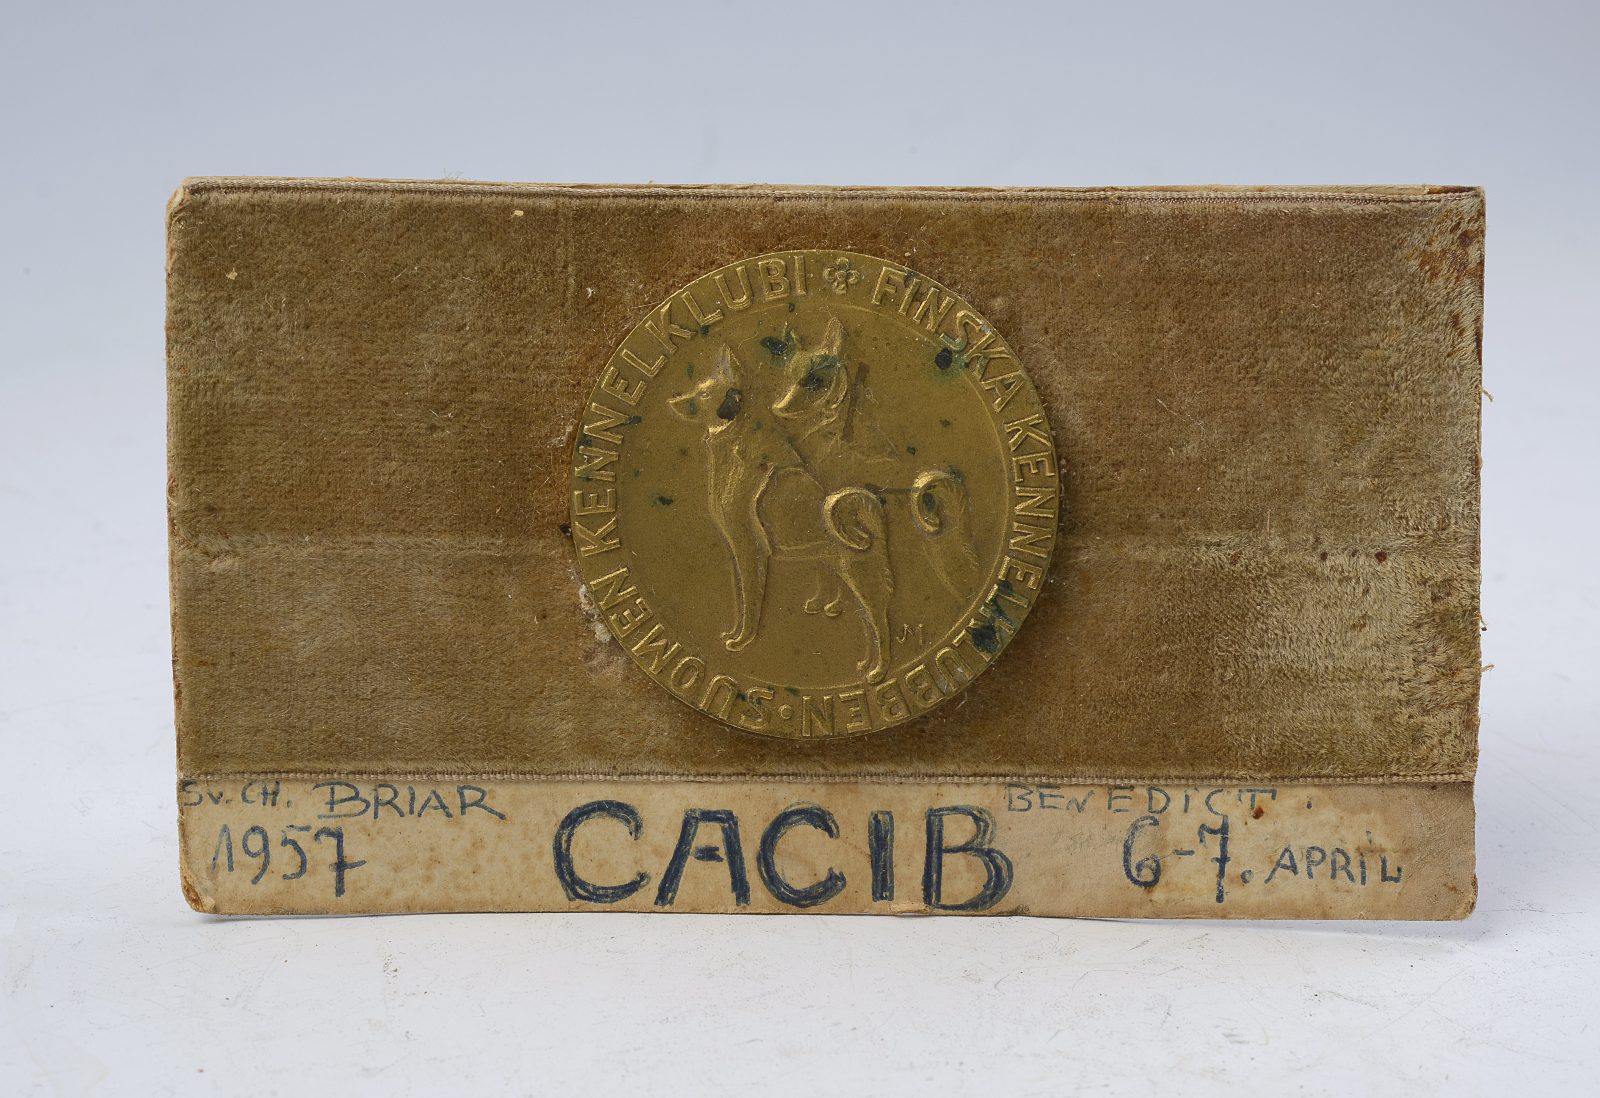 SUOMEN KENNELKLUBI FINSKA KENNELKLUBBEN ·
SV. CH. BRIAR BENEDICT.
1957 CACIB 6-7. APRIL